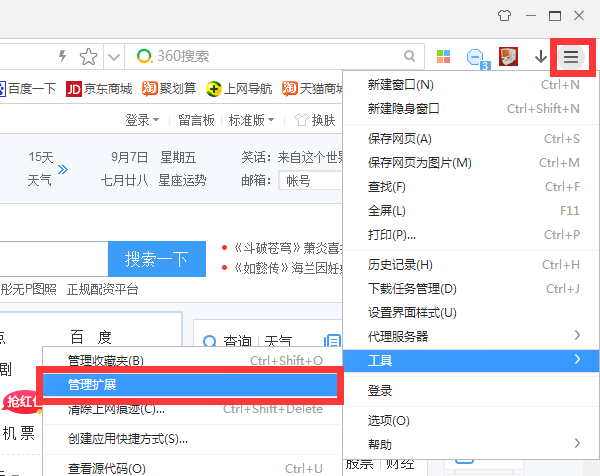 360搜索
3
百度一下 JD 京东商城 淘 聚划算 上网导航 淘 天猫商城
登录 留言板 标准版 换肤
15天 9月7日 星期五 笑话：来自这个世界
天气 七月廿八 星座运势 邮箱： 帐号
搜索一下
《斗破苍穹》萧炎喜
《如懿传》海兰因妊
彤无P图照 正规配资平台
点 百 度
查询 天气
剧
抢红包
机票
股票 财经
新建窗口(N) Ctrl+N
新建隐身窗口 Ctrl+Shift+N
保存网页(A) Ctrl+S
保存网页为图片(M) Ctrl+M
查找(F) Ctrl+F
全屏(L) F11
打印(P)... Ctrl+P
历史记录(H) Ctrl+H
下载任务管理(D) Ctrl+J
设置界面样式(U)
代理服务器
工具
登录
选项(O)
帮助
管理收藏夹(B) Ctrl+Shift+O
管理扩展
清除上网痕迹(C)... Ctrl+Shift+Delete
创建应用快捷方式(S)...
查看源代码(O) Ctrl+U